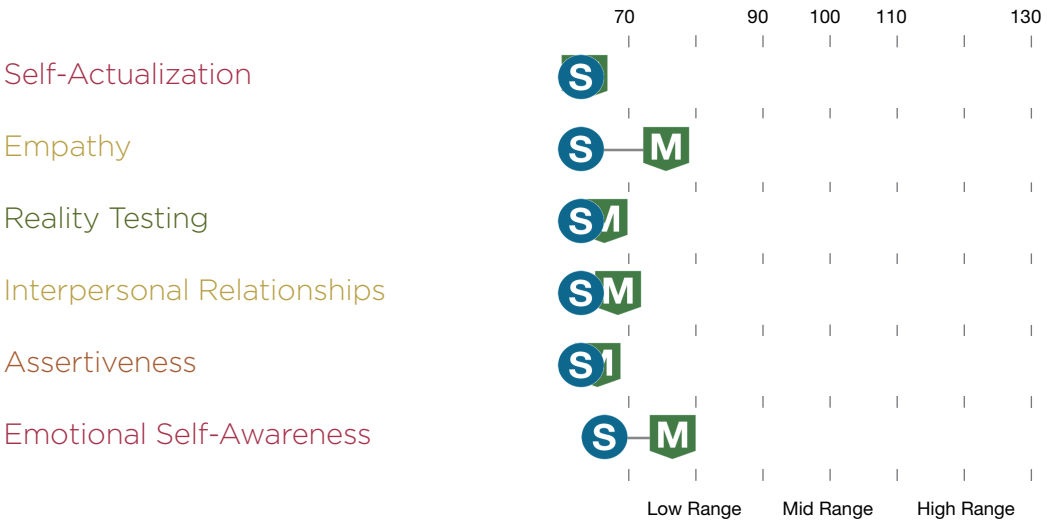 70 90 100 110 130
Self-Actualization S
Empathy S M
Reality Testing S M
Interpersonal Relationships S M
Assertiveness S
Emotional Self-Awareness S M
Low Range Mid Range High Range